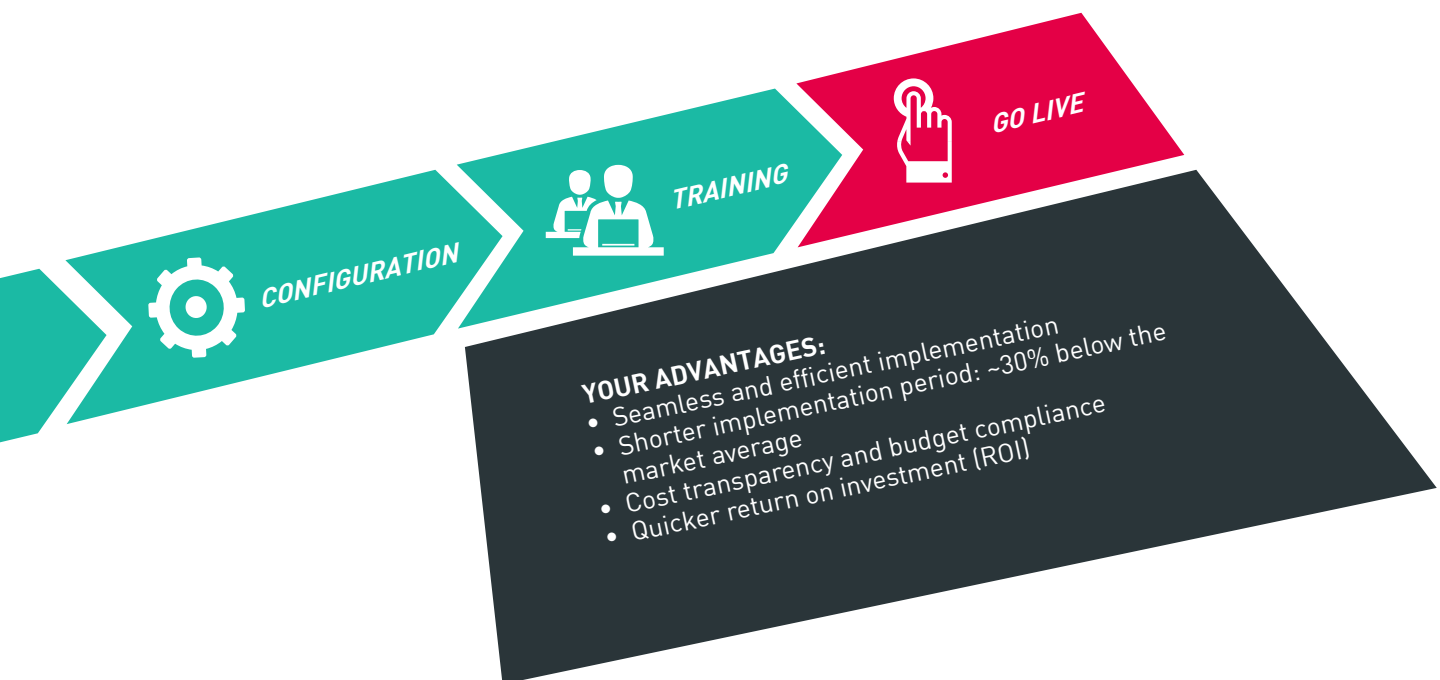 CONFIGURATION
TRAINING
GO LIVE
YOUR ADVANTAGES:
• Seamless and efficient implementation
• Shorter implementation period: ~30% below the
market average
• Cost transparency and budget compliance
• Quicker return on investment (ROI)